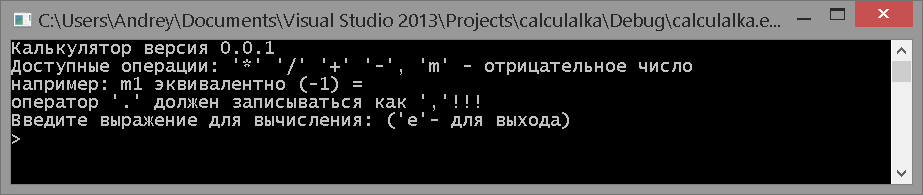 C:\Users\Andrey\Documents\Visual Studio 2013\Projects\calculalka\Debug\calculalka.e...
Калькулятор версия 0.0.1
Доступные операции: '*' '/' '+' '-', 'm' - отрицательное число
например: m1 эквивалентно (-1) =
оператор '.' должен записываться как ','!!!
Введите выражение для вычисления: ('e'- для выхода)
>